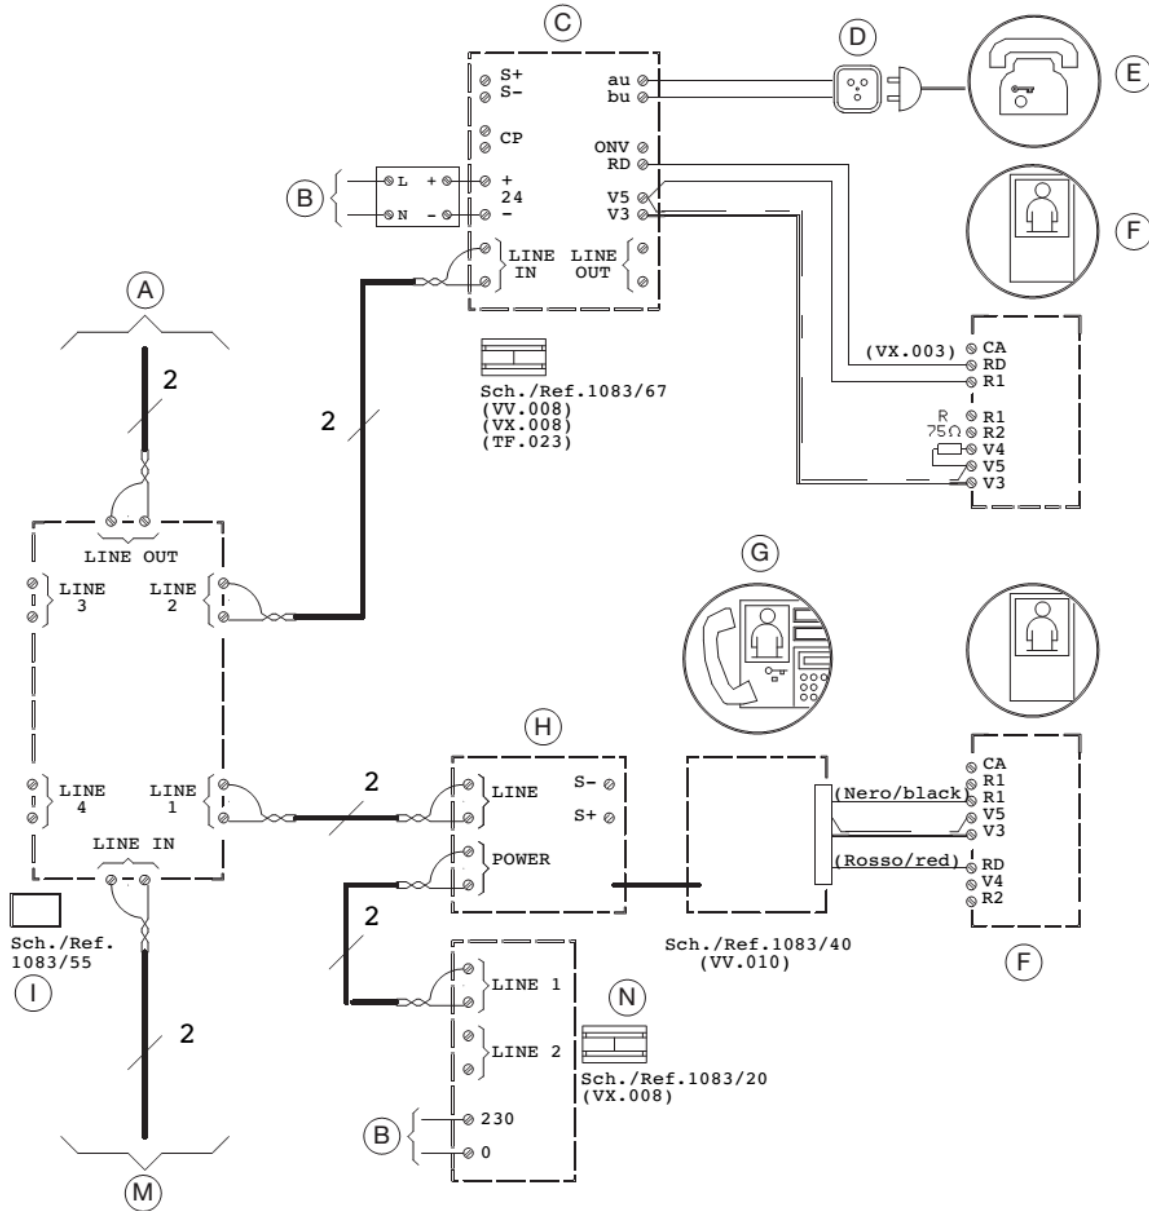 C
D
E
S+
S-
CP
+
24
-
LINE
IN
au
bu
ONV
RD
V5
V3
LINE
OUT
B
L +
N -
F
Sch./Ref.1083/67
(VV.008)
(VX.008)
(TF.023)
(VX.003)
CA
RD
R1
R1
R2
V4
V5
V3
R
75Ω
A
2
2
LINE OUT
LINE
3
LINE
2
LINE
4
LINE
1
LINE IN
Sch./Ref.
1083/55
I
2
M
2
G
H
LINE
POWER
S-
S+
2
(Nero/black)
(Rosso/red)
Sch./Ref.1083/40
(VV.010)
CA
R1
R1
V5
V3
RD
V4
R2
F
LINE 1
LINE 2
230
0
B
N
Sch./Ref.1083/20
(VX.008)